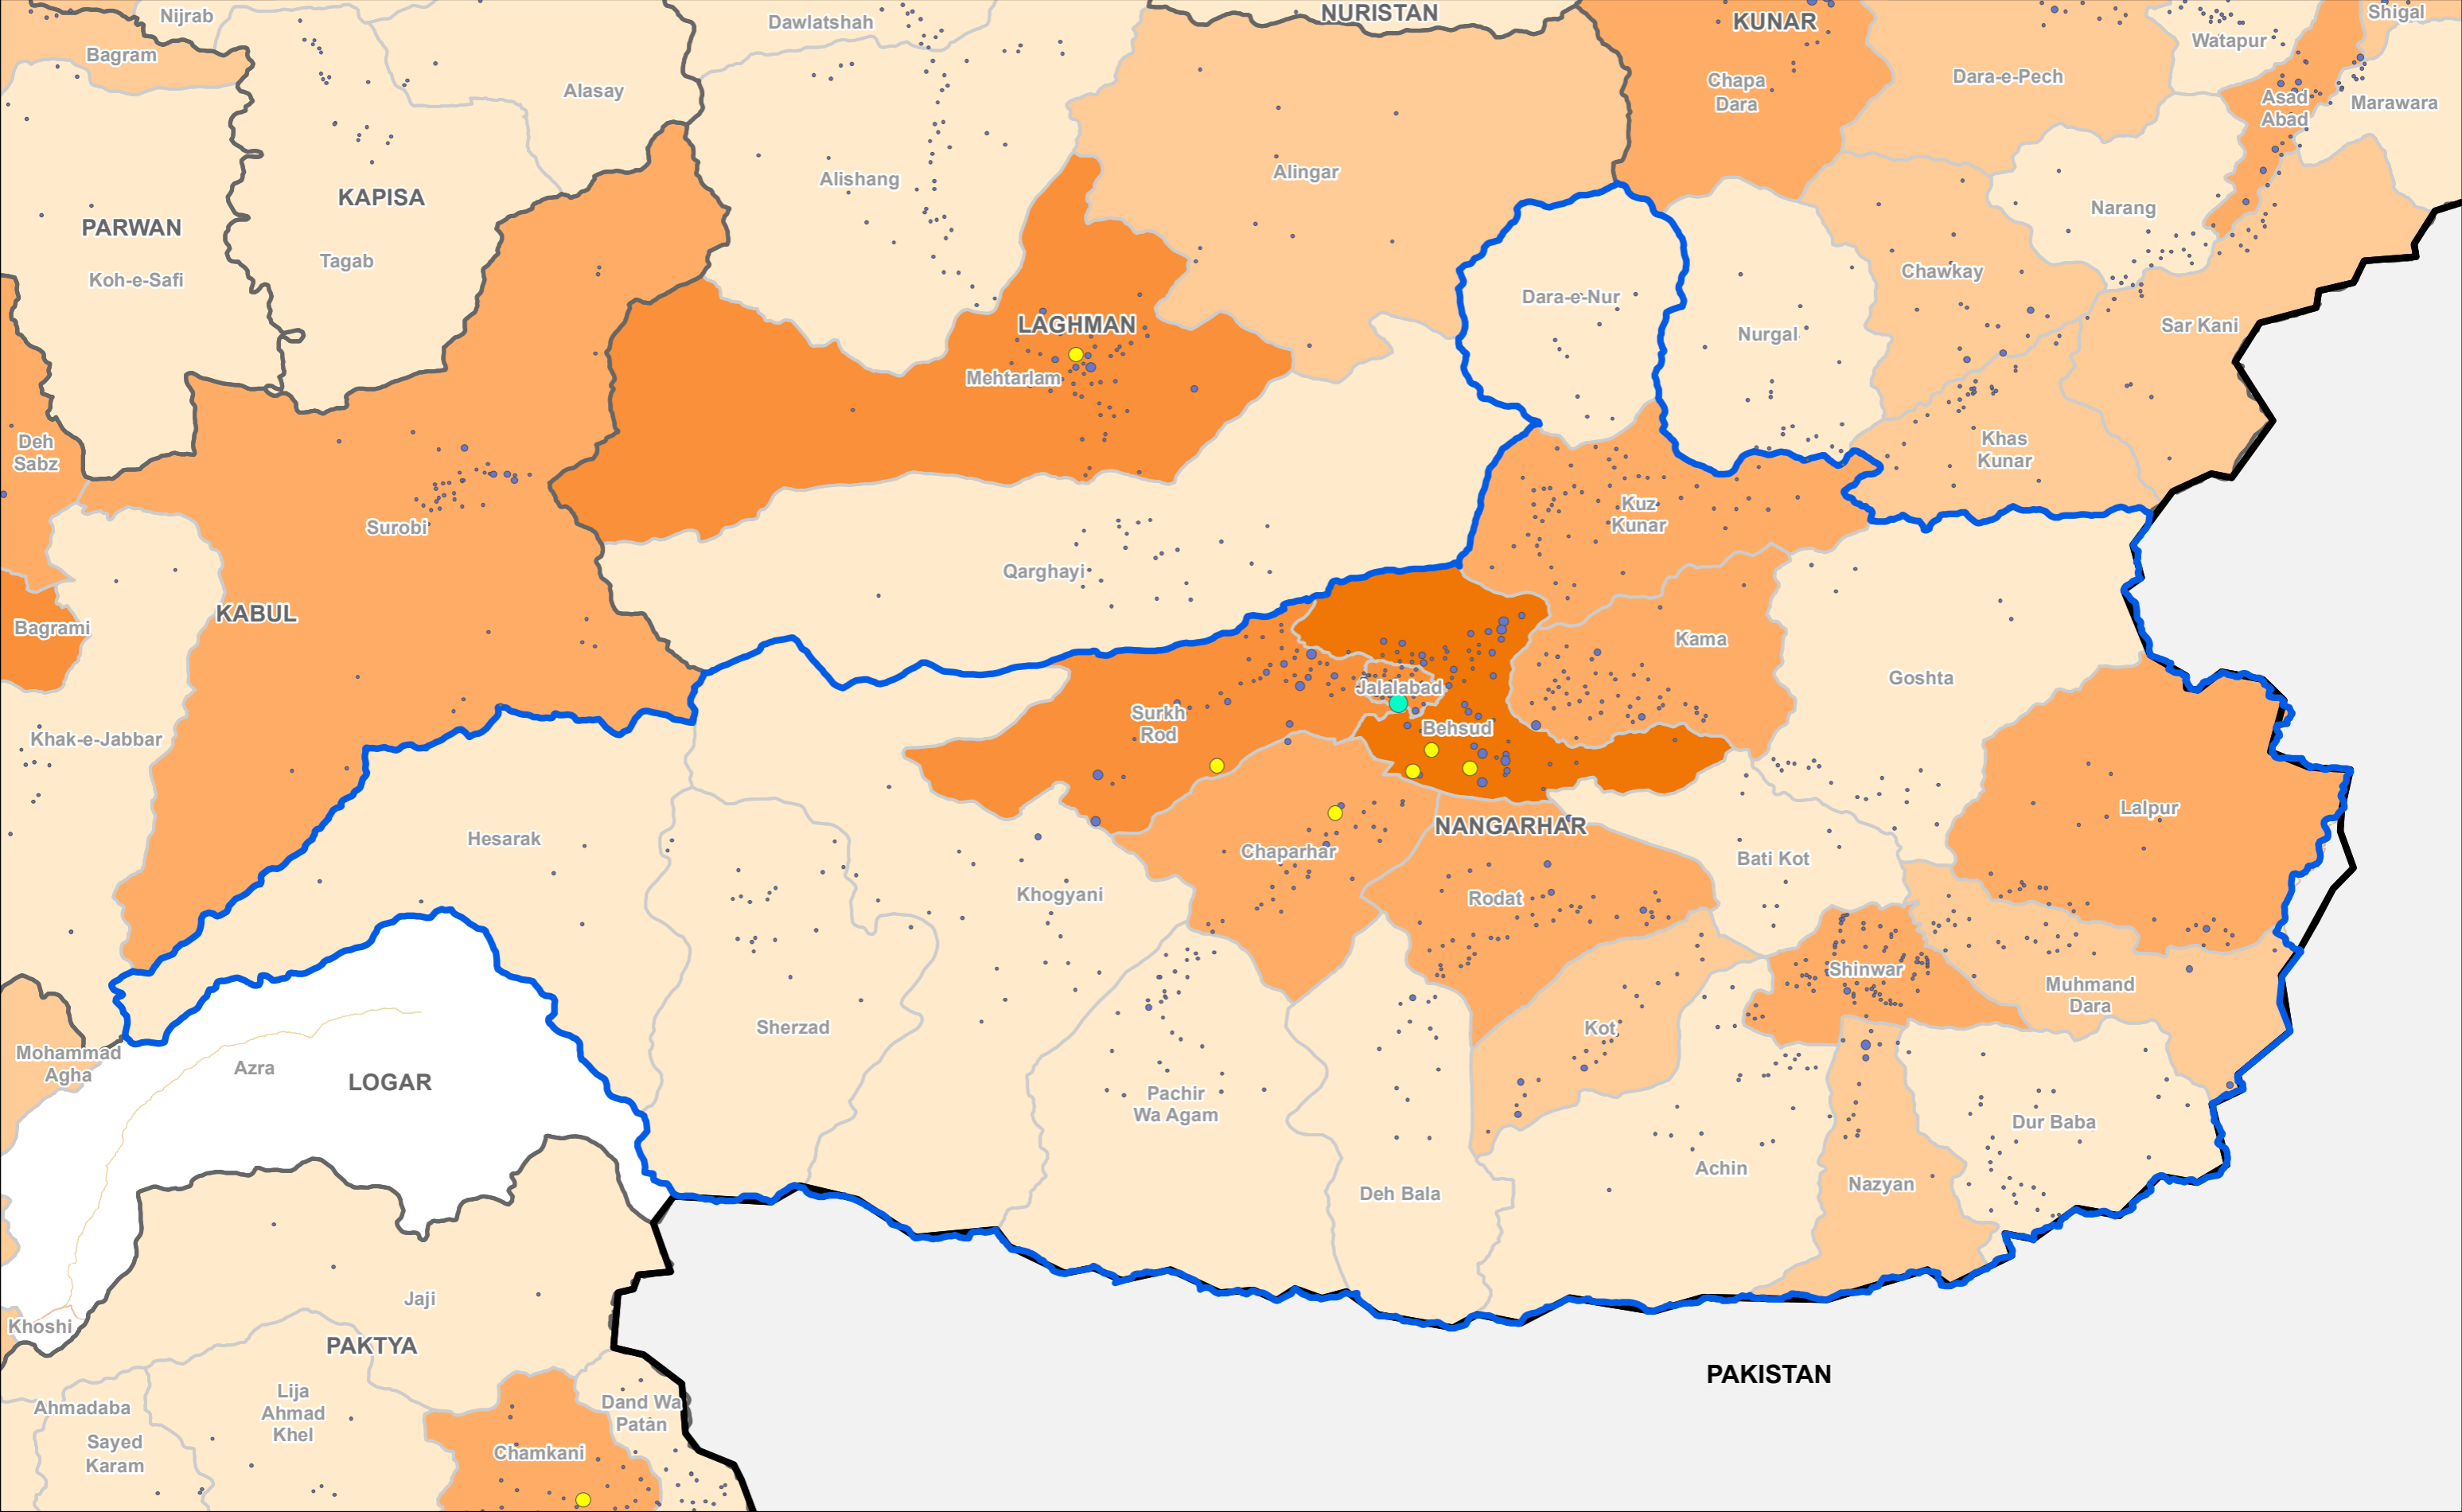 Nijrab
Dawlatshah
NURISTAN
KUNAR
Shigal
Bagram
Watapur
Alasay
Chapa
Dara
Dara-e-Pech
Asad
Abad
Marawara
KAPISA
Alishang
Alingar
PARWAN
Narang
Tagab
Koh-e-Safi
Chawkay
Dara-e-Nur
LAGHMAN
Nurgal
Sar Kani
Mehtarlam
Deh
Sabz
Khas
Kunar
Surobi
Kuz
Kunar
Qarghayi
KABUL
Bagrami
Kama
Goshta
Jalalabad
Surkh
Rod
Behsud
Khak-e-Jabbar
Lalpur
Hesarak
NANGARHAR
Chaparhar
Bati Kot
Khogyani
Rodat
Shinwar
Muhmand
Dara
Sherzad
Kot
Mohammad
Agha
Azra
LOGAR
Pachir
Wa Agam
Dur Baba
Achin
Deh Bala
Nazyan
Jaji
Khoshi
PAKTYA
PAKISTAN
Lija
Ahmad
Khel
Ahmadaba
Dand Wa
Patan
Sayed
Karam
Chamkani